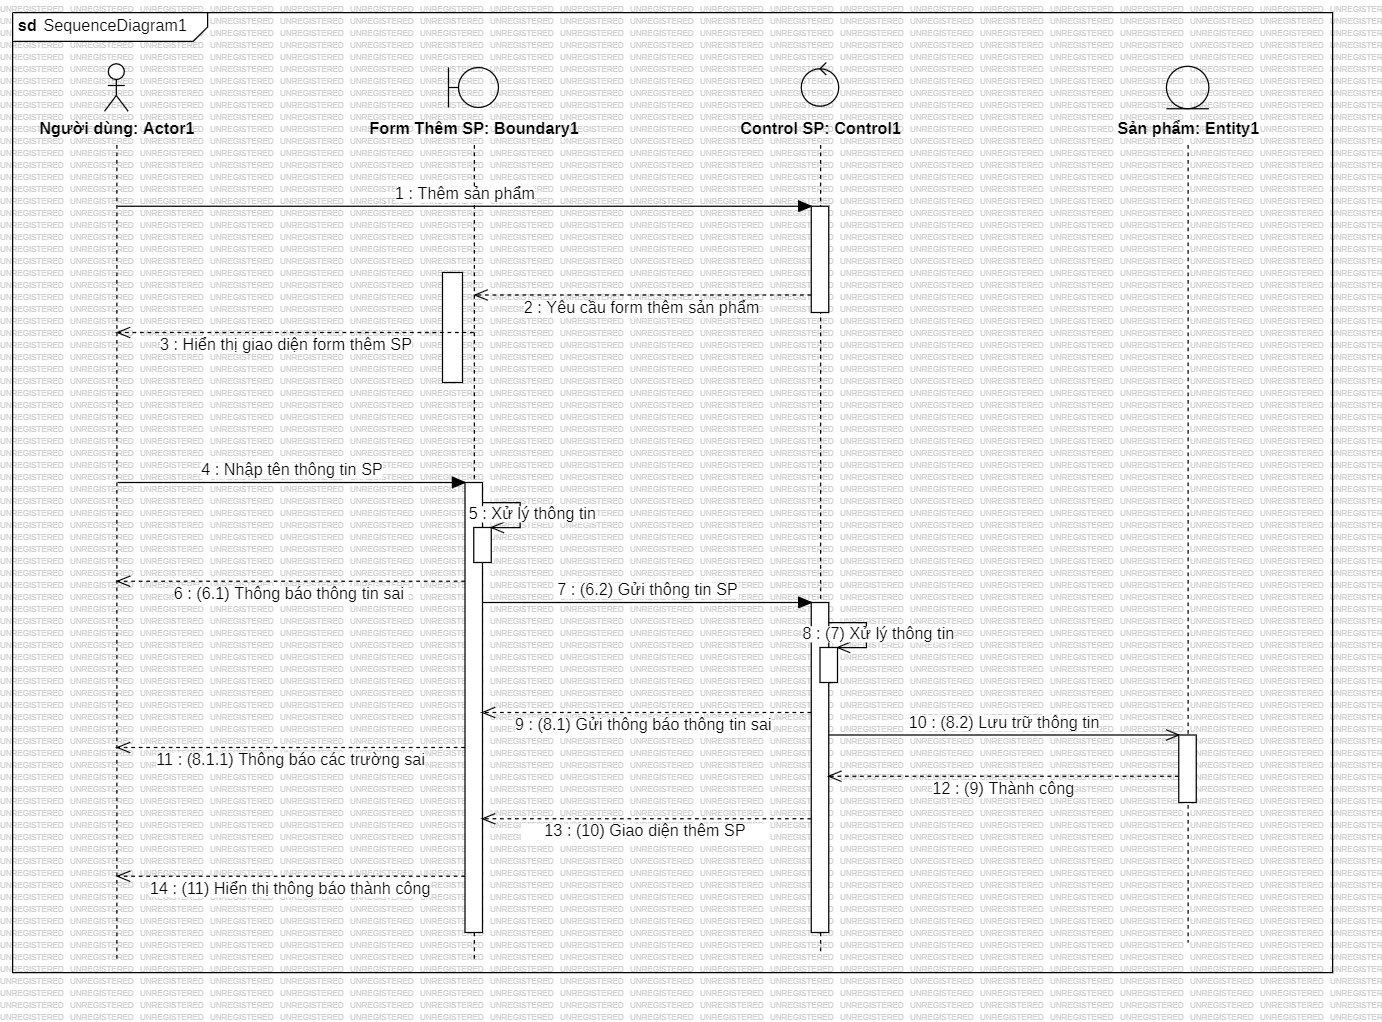 sd SequenceDiagram1
Người dùng: Actor1
Form Thêm SP: Boundary1
Control SP: Control1
Sản phẩm: Entity1
1 : Thêm sản phẩm
2 : Yêu cầu form thêm sản phẩm
3 : Hiển thị giao diện form thêm SP
4 : Nhập tên thông tin SP
5 : Xử lý thông tin
6 : (6.1) Thông báo thông tin sai
7 : (6.2) Gửi thông tin SP
8 : (7) Xử lý thông tin
9 : (8.1) Gửi thông báo thông tin sai
10 : (8.2) Lưu trữ thông tin
11 : (8.1.1) Thông báo các trường sai
12 : (9) Thành công
13 : (10) Giao diện thêm SP
14 : (11) Hiển thị thông báo thành công
UNREGISTERED